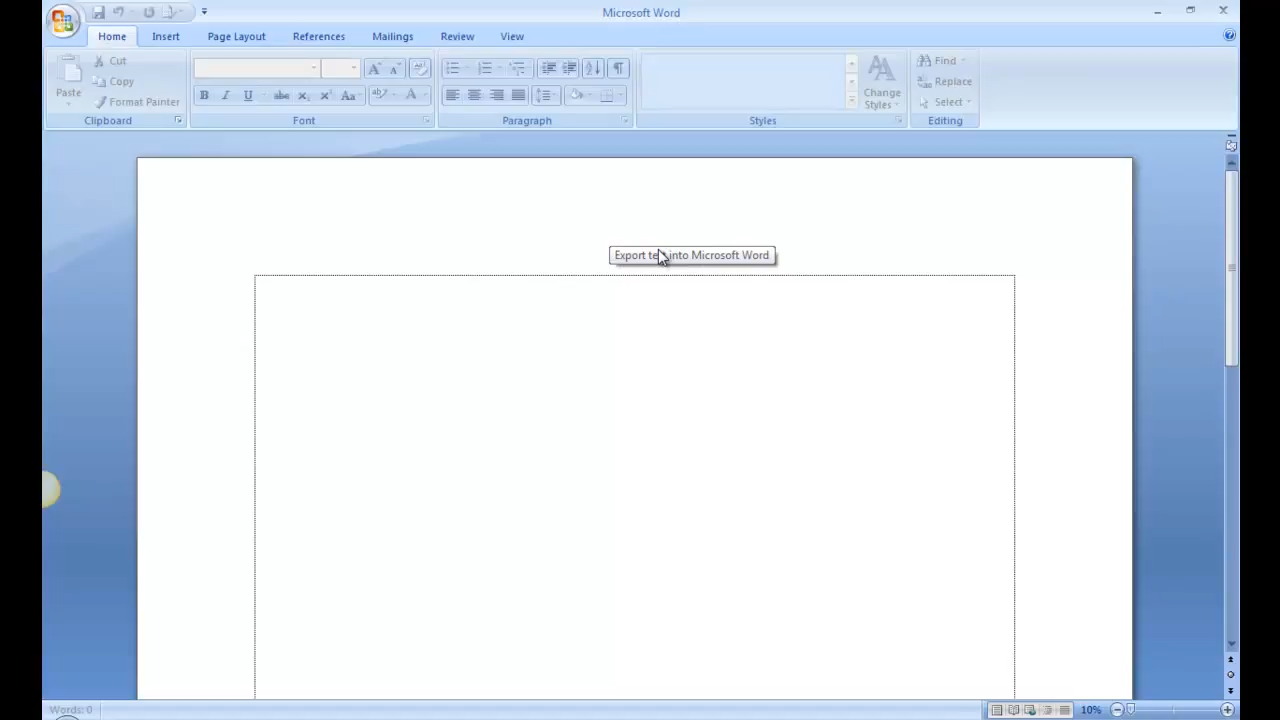 Microsoft Word
Home Insert Page Layout References Mailings Review View
Paste
Cut
Copy
Format Painter
Clipboard
Font
Paragraph
Change
Styles
Styles
Find
Replace
Select
Editing
Export text into Microsoft Word
Words: 0
10%